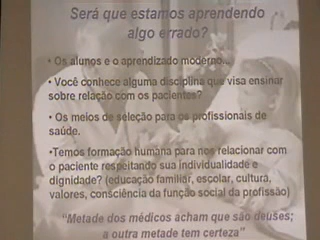 Será que estamos aprendendo
algo errado?
• Os alunos e o aprendizado moderno...
• Você conhece alguma disciplina que visa ensinar
sobre relação com os pacientes?
• Os meios de seleção para os profissionais de
saúde.
•Temos formação humana para nos relacionar com
o paciente respeitando sua individualidade e
dignidade? (educação familiar, escolar, cultura,
valores, consciência da função social da profissão)
"Metade dos médicos acham que são deuses;
a outra metade tem certeza"